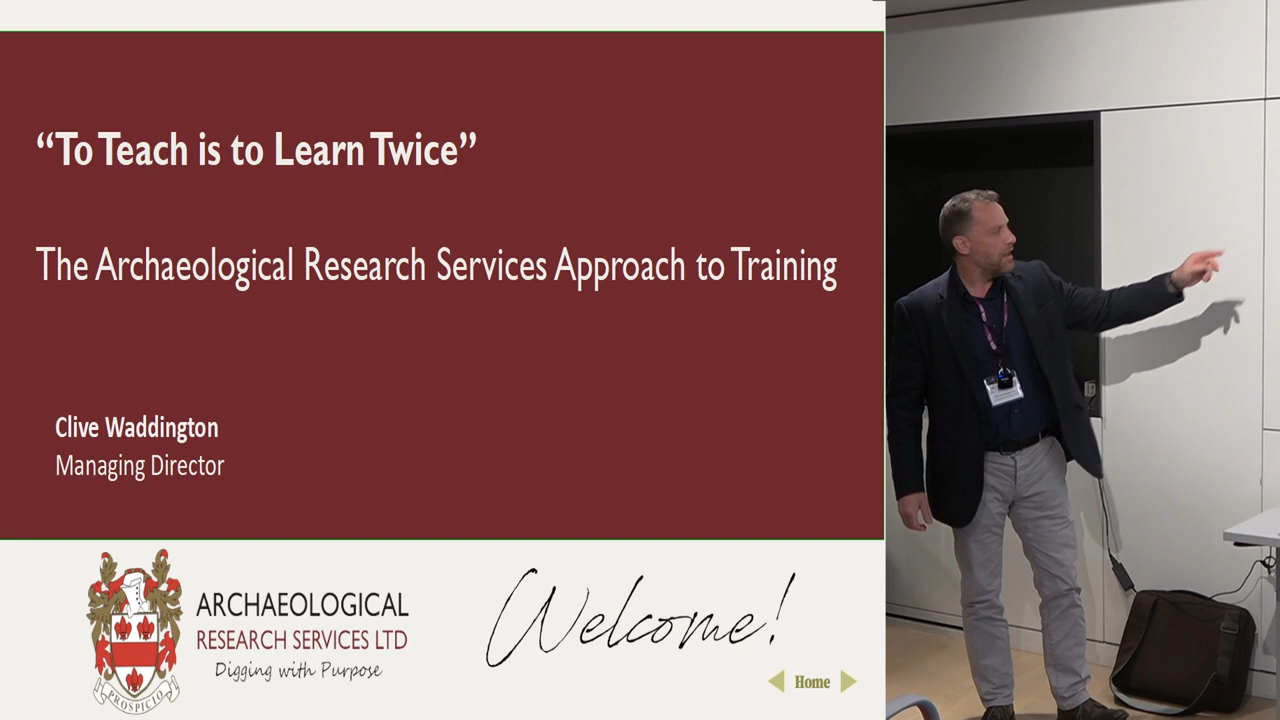 “To Teach is to Learn Twice”
The Archaeological Research Services Approach to Training
Clive Waddington
Managing Director
ARCHAEOLOGICAL
RESEARCH SERVICES LTD
Digging with Purpose
PROSPICIO
Welcome!
Home